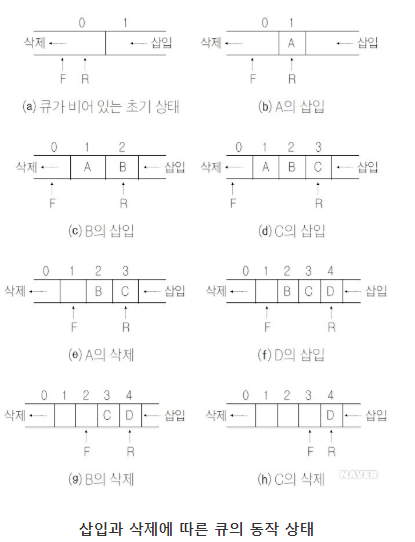 0 1
삭제 삽입
F R
(a) 큐가 비어 있는 초기 상태
0 1
삭제 A 삽입
F R
(b) A의 삽입
0 1 2
삭제 A B 삽입
F R
(c) B의 삽입
0 1 2 3
삭제 A B C 삽입
F R
(d) C의 삽입
0 1 2 3
삭제 B C 삽입
F R
(e) A의 삭제
0 1 2 3 4
삭제 B C D 삽입
F R
(f) D의 삽입
0 1 2 3 4
삭제 C D 삽입
F R
(g) B의 삭제
0 1 2 3 4
삭제 D 삽입
F R
(h) C의 삭제
NAVER
삽입과 삭제에 따른 큐의 동작 상태